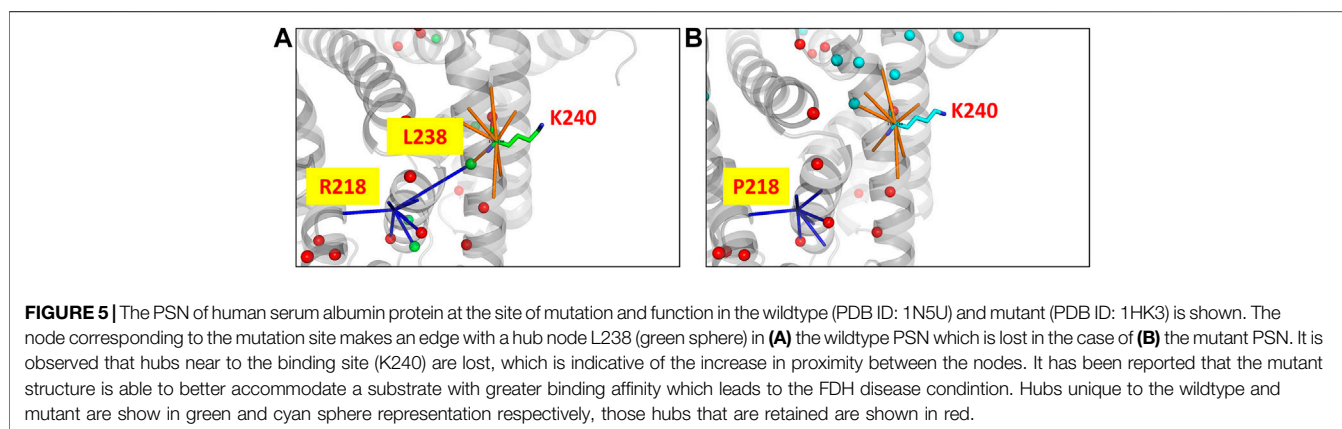 A
B
K240
L238
R218
K240
P218
FIGURE 5 | The PSN of human serum albumin protein at the site of mutation and function in the wildtype (PDB ID: 1N5U) and mutant (PDB ID: 1HK3) is shown. The
node corresponding to the mutation site makes an edge with a hub node L238 (green sphere) in (A) the wildtype PSN which is lost in the case of (B) the mutant PSN. It is
observed that hubs near to the binding site (K240) are lost, which is indicative of the increase in proximity between the nodes. It has been reported that the mutant
structure is able to better accommodate a substrate with greater binding affinity which leads to the FDH disease condintion. Hubs unique to the wildtype and
mutant are show in green and cyan sphere representation respectively, those hubs that are retained are shown in red.